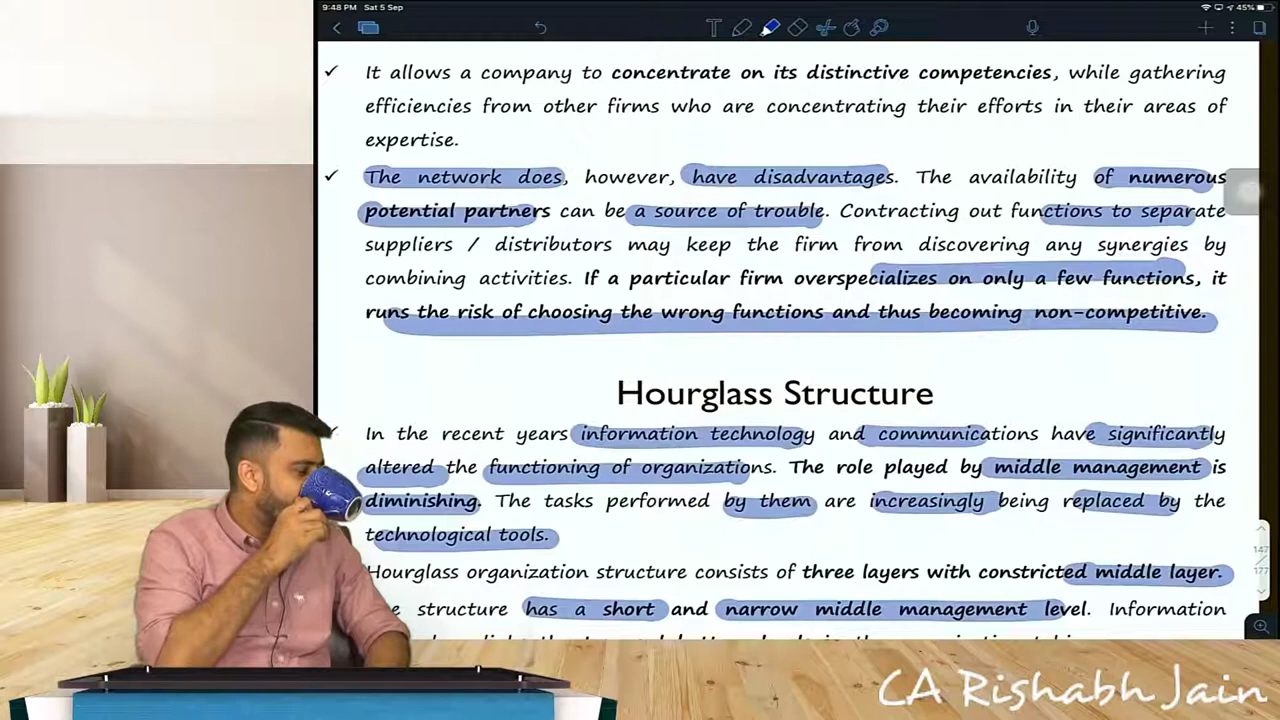 9:48 PM Sat 5 Sep
45%
It allows a company to concentrate on its distinctive competencies, while gathering
efficiencies from other firms who are concentrating their efforts in their areas of
expertise.
The network does, however, have disadvantages. The availability of numerous
potential partners can be a source of trouble. Contracting out functions to separate
suppliers / distributors may keep the firm from discovering any synergies by
combining activities. If a particular firm overspecializes on only a few functions, it
runs the risk of choosing the wrong functions and thus becoming non-competitive.
Hourglass Structure
In the recent years information technology and communications have significantly
altered the functioning of organizations. The role played by middle management is
diminishing. The tasks performed by them are increasingly being replaced by the
technological tools.
Hourglass organization structure consists of three layers with constricted middle layer.
structure has a short and narrow middle management level. Information
147
177
CA Rishabh Jain